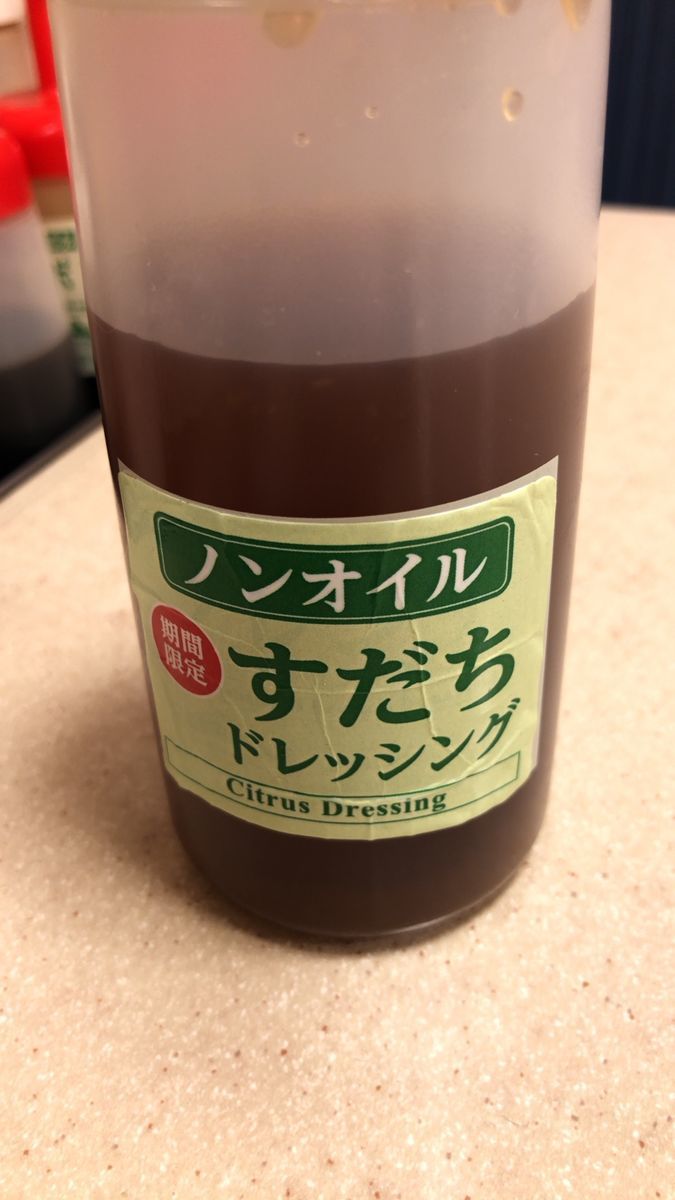 ノンオイル
期間
限定
すだち
ドレッシング
Citrus Dressing